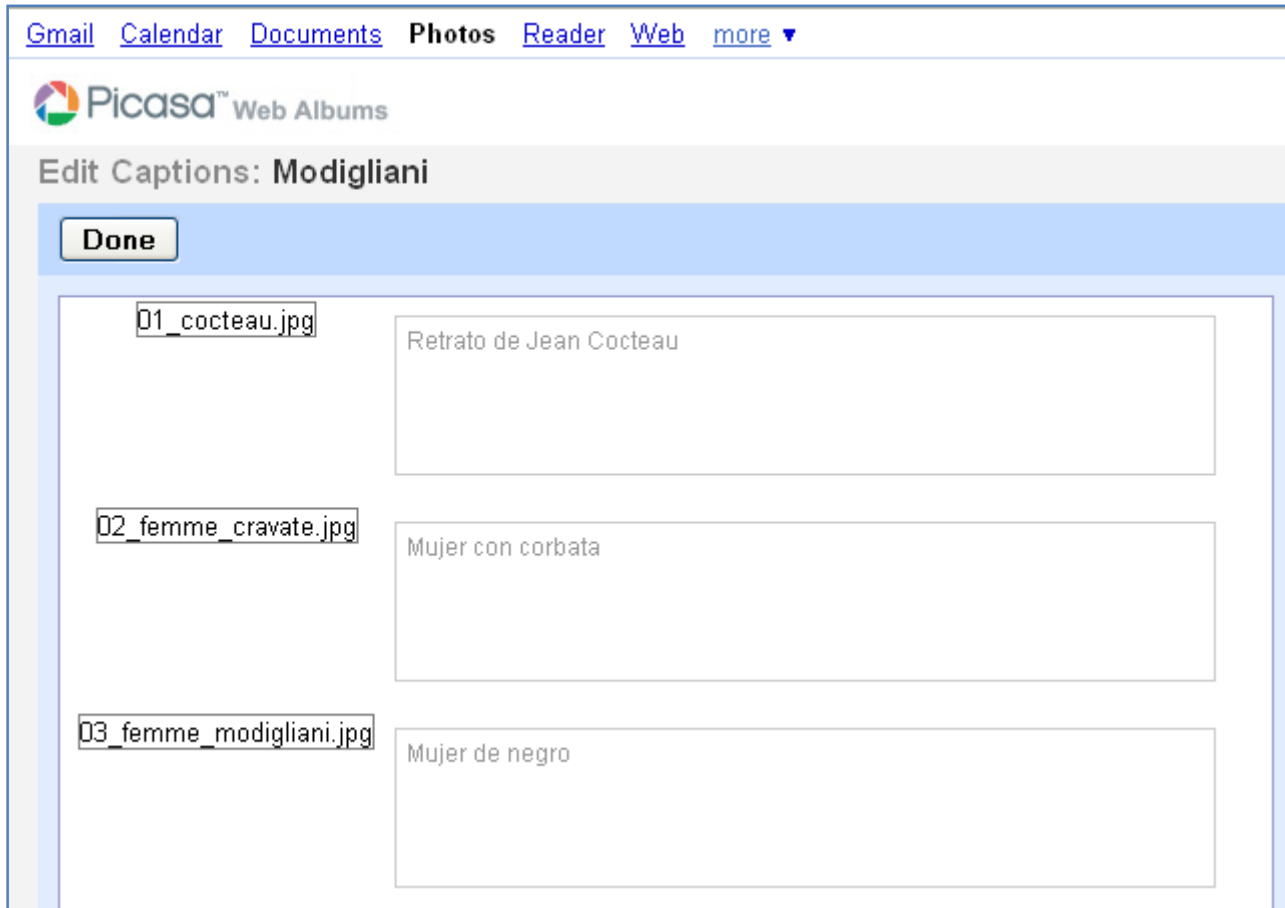 Gmail Calendar Documents Photos Reader Web more ▼
Picasa™ Web Albums
Edit Captions: Modigliani
Done
01_cocteau.jpg
Retrato de Jean Cocteau
02_femme_cravate.jpg
Mujer con corbata
03_femme_modigliani.jpg
Mujer de negro